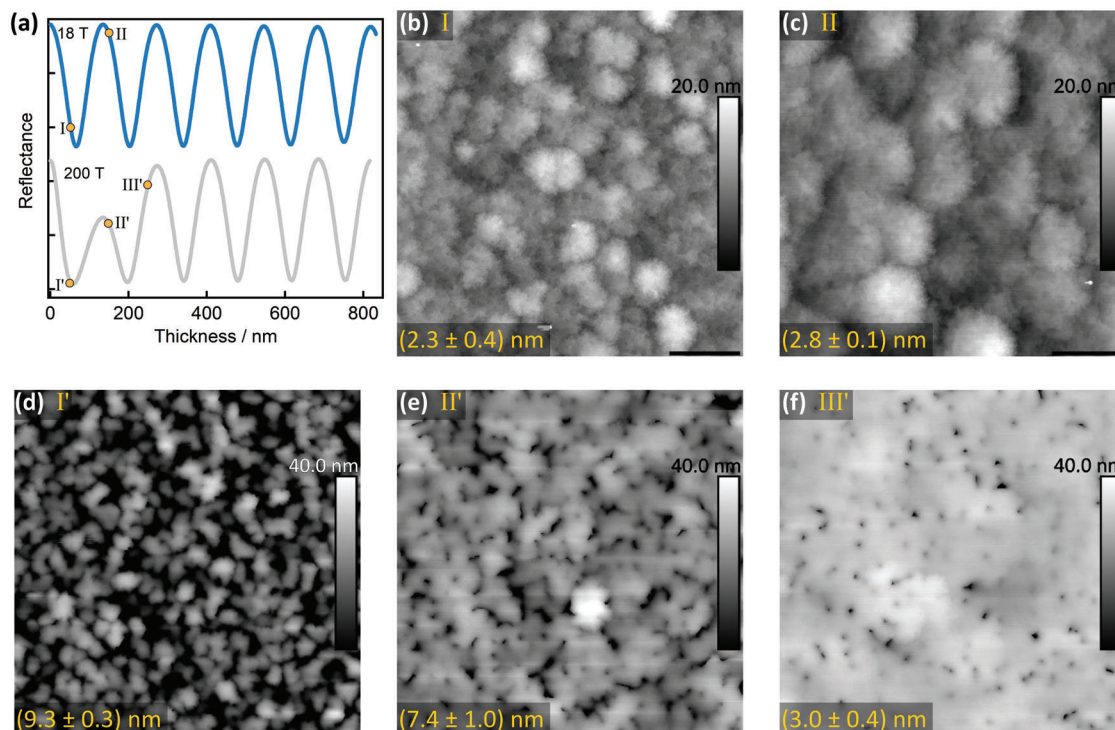 (a)
18 T
II
I
200 T
III'
II'
I'
Reflectance
0
200
400
600
800
Thickness / nm
(b) I
20.0 nm
(2.3 ± 0.4) nm
(c) II
20.0 nm
(2.8 ± 0.1) nm
(d) I'
40.0 nm
(9.3 ± 0.3) nm
(e) II'
40.0 nm
(7.4 ± 1.0) nm
(f) III'
40.0 nm
(3.0 ± 0.4) nm